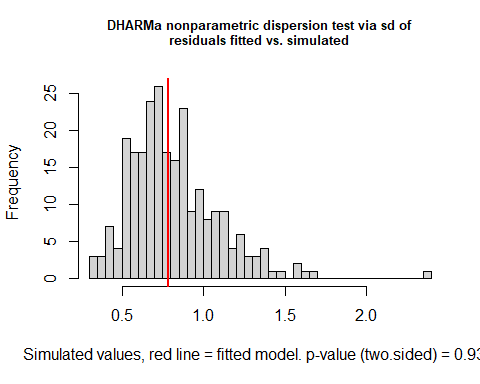 DHARMa nonparametric dispersion test via sd of
residuals fitted vs. simulated
Frequency
25
20
15
10
5
0
0.5 1.0 1.5 2.0
Simulated values, red line = fitted model. p-value (two.sided) = 0.93